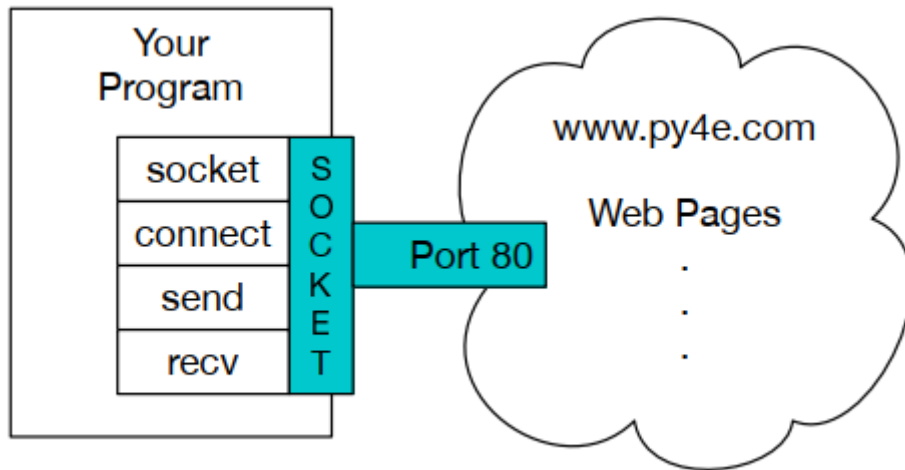 Your
Program
socket
connect
send
recv
S
O
C
K
E
T
Port 80
www.py4e.com
Web Pages
.
.
.